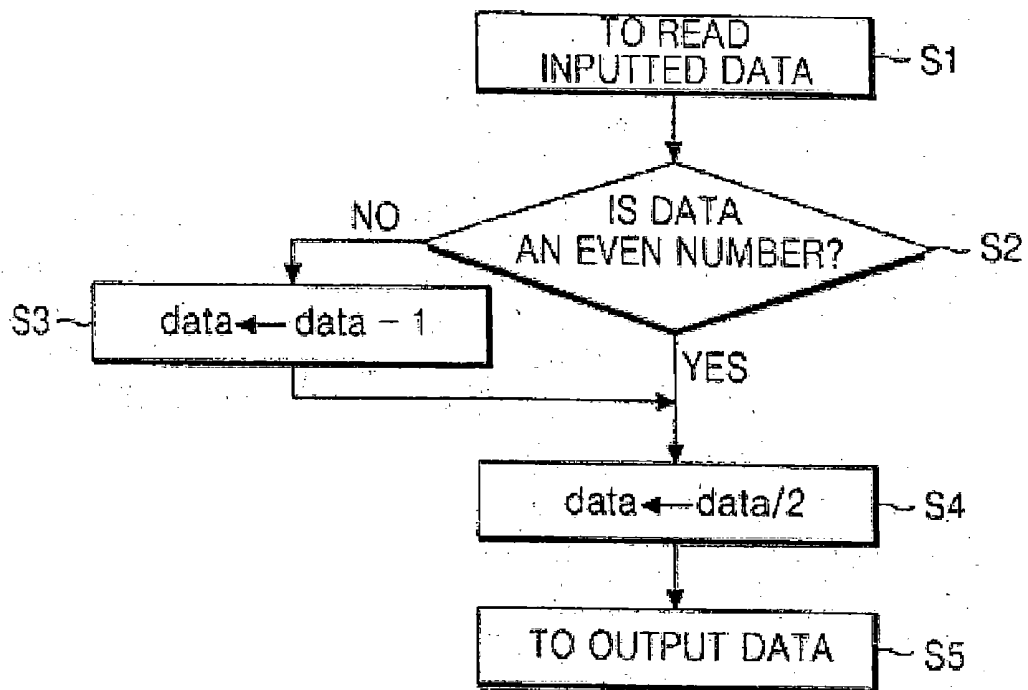 TO READ
INPUTTED DATA
S1
IS DATA
AN EVEN NUMBER?
S2
NO
S3
data ← data − 1
YES
data ← data/2
S4
TO OUTPUT DATA
S5